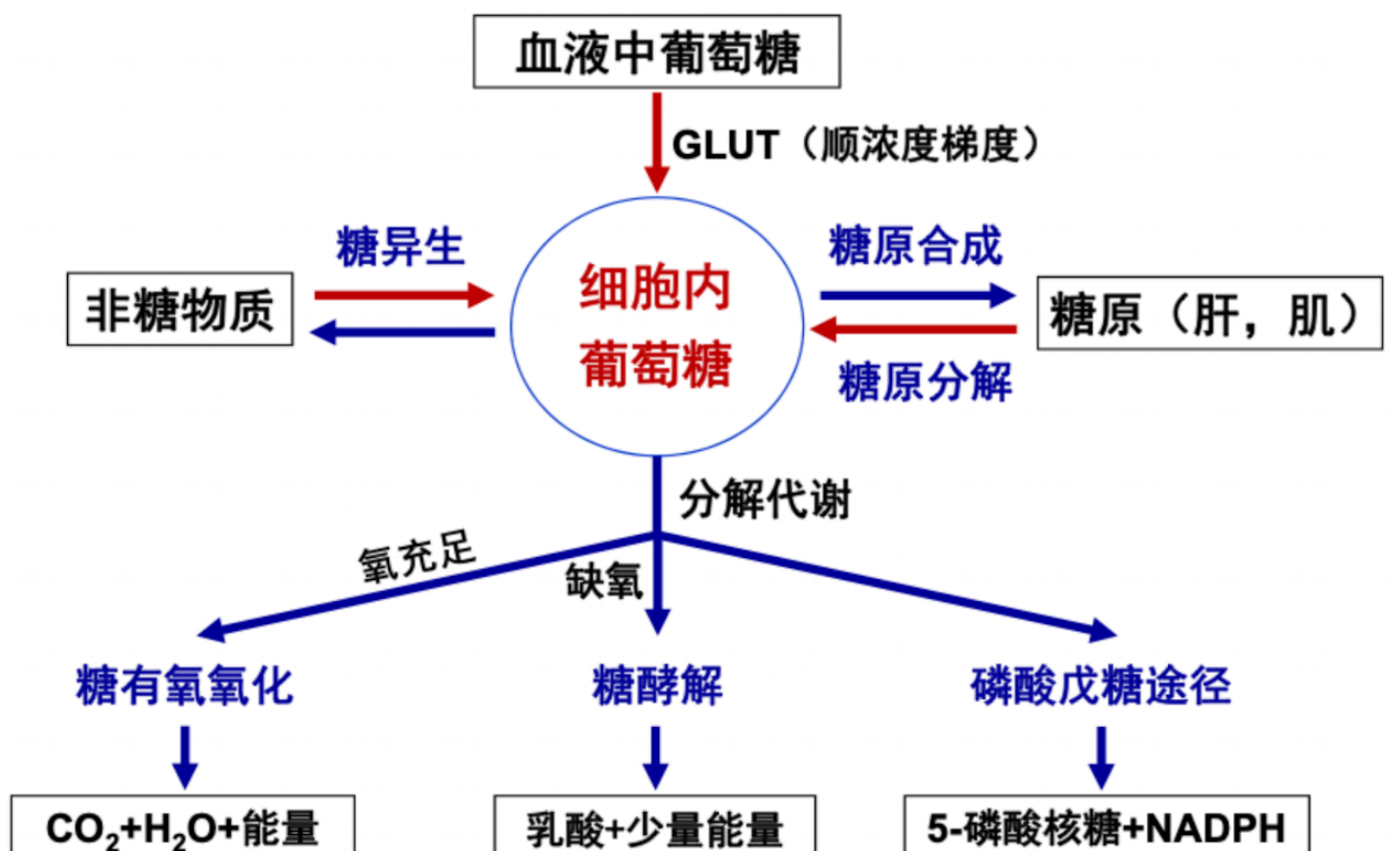 血液中葡萄糖
GLUT（顺浓度梯度）
糖异生
糖原合成
非糖物质
细胞内
葡萄糖
糖原（肝，肌）
糖原分解
分解代谢
氧充足
缺氧
糖有氧氧化
糖酵解
磷酸戊糖途径
CO₂+H₂O+能量
乳酸+少量能量
5-磷酸核糖+NADPH